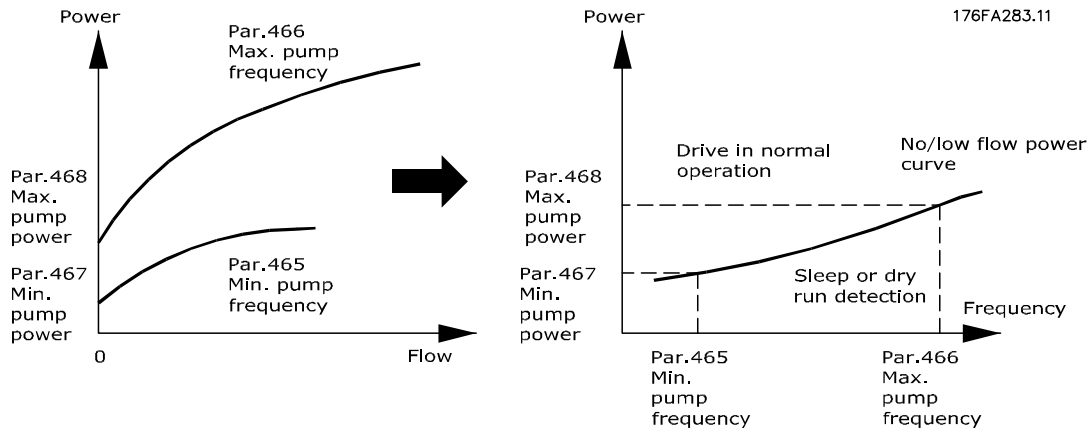 Power
Par.466
Max. pump
frequency
Par.468
Max.
pump
power
Par.467
Min.
pump
power
Par.465
Min. pump
frequency
0
Flow
Power
176FA283.11
Drive in normal
operation
No/low flow power
curve
Par.468
Max.
pump
power
Par.467
Min.
pump
power
Sleep or dry
run detection
Frequency
Par.465
Min.
pump
frequency
Par.466
Max.
pump
frequency